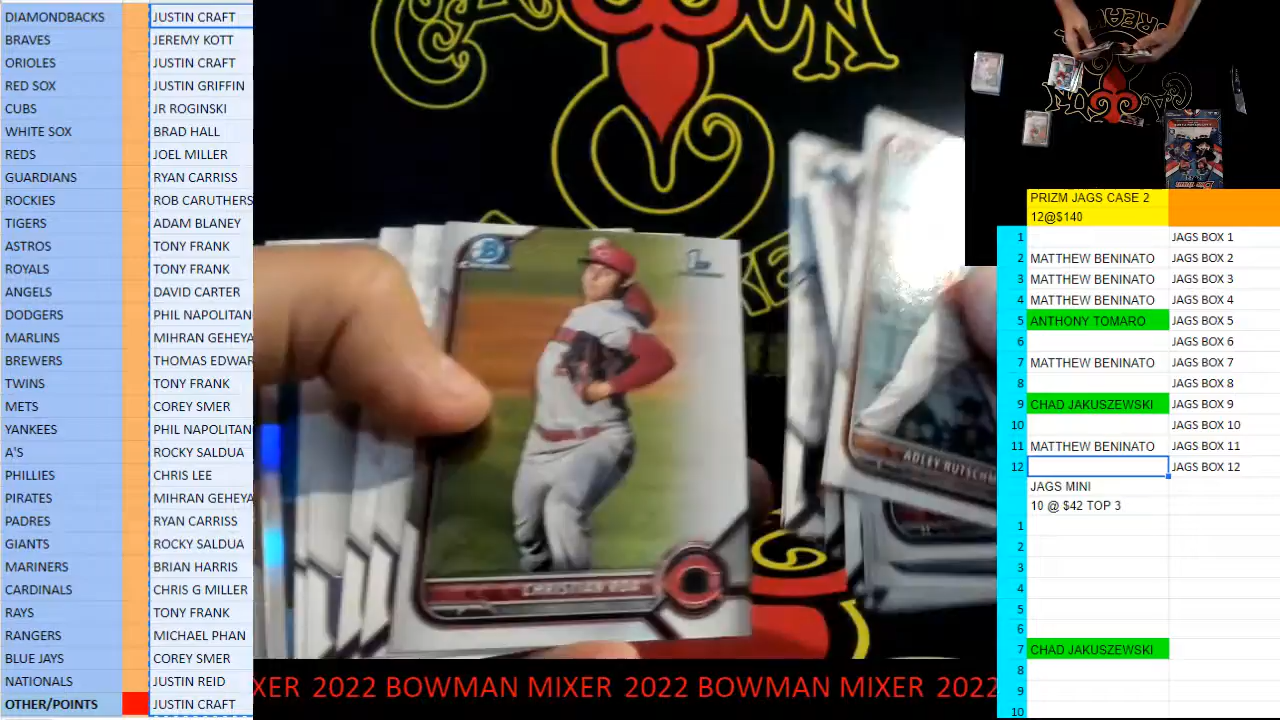 DIAMONDBACKS JUSTIN CRAFT
BRAVES JEREMY KOTT
ORIOLES JUSTIN CRAFT
RED SOX JUSTIN GRIFFIN
CUBS JR ROGINSKI
WHITE SOX BRAD HALL
REDS JOEL MILLER
GUARDIANS RYAN CARRISS
ROCKIES ROB CARUTHERS
TIGERS ADAM BLANEY
ASTROS TONY FRANK
ROYALS TONY FRANK
ANGELS DAVID CARTER
DODGERS PHIL NAPOLITAN
MARLINS MIHRAN GEHEYA
BREWERS THOMAS EDWAR
TWINS TONY FRANK
METS COREY SMER
YANKEES PHIL NAPOLITAN
A'S ROCKY SALDUA
PHILLIES CHRIS LEE
PIRATES MIHRAN GEHEYA
PADRES RYAN CARRISS
GIANTS ROCKY SALDUA
MARINERS BRIAN HARRIS
CARDINALS CHRIS G MILLER
RAYS TONY FRANK
RANGERS MICHAEL PHAN
BLUE JAYS COREY SMER
NATIONALS JUSTIN REID
OTHER/POINTS JUSTIN CRAFT
1st
CHRISTIAN ROA
C
ADLEY RUTSCHM
XER 2022 BOWMAN MIXER 2022 BOWMAN MIXER 2022
PRIZM JAGS CASE 2
12@$140
1 JAGS BOX 1
2 MATTHEW BENINATO JAGS BOX 2
3 MATTHEW BENINATO JAGS BOX 3
4 MATTHEW BENINATO JAGS BOX 4
5 ANTHONY TOMARO JAGS BOX 5
6 JAGS BOX 6
7 MATTHEW BENINATO JAGS BOX 7
8 JAGS BOX 8
9 CHAD JAKUSZEWSKI JAGS BOX 9
10 JAGS BOX 10
11 MATTHEW BENINATO JAGS BOX 11
12 JAGS BOX 12
JAGS MINI
10 @ $42 TOP 3
1
2
3
4
5
6
7 CHAD JAKUSZEWSKI
8
9
10